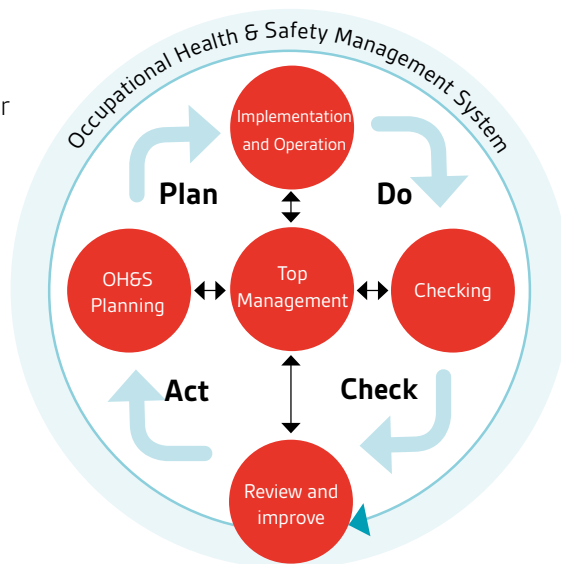 Occupational Health & Safety Management System
r
Implementation
and Operation
Plan
Do
OH&S
Planning
Top
Management
Checking
Act
Check
Review and
improve